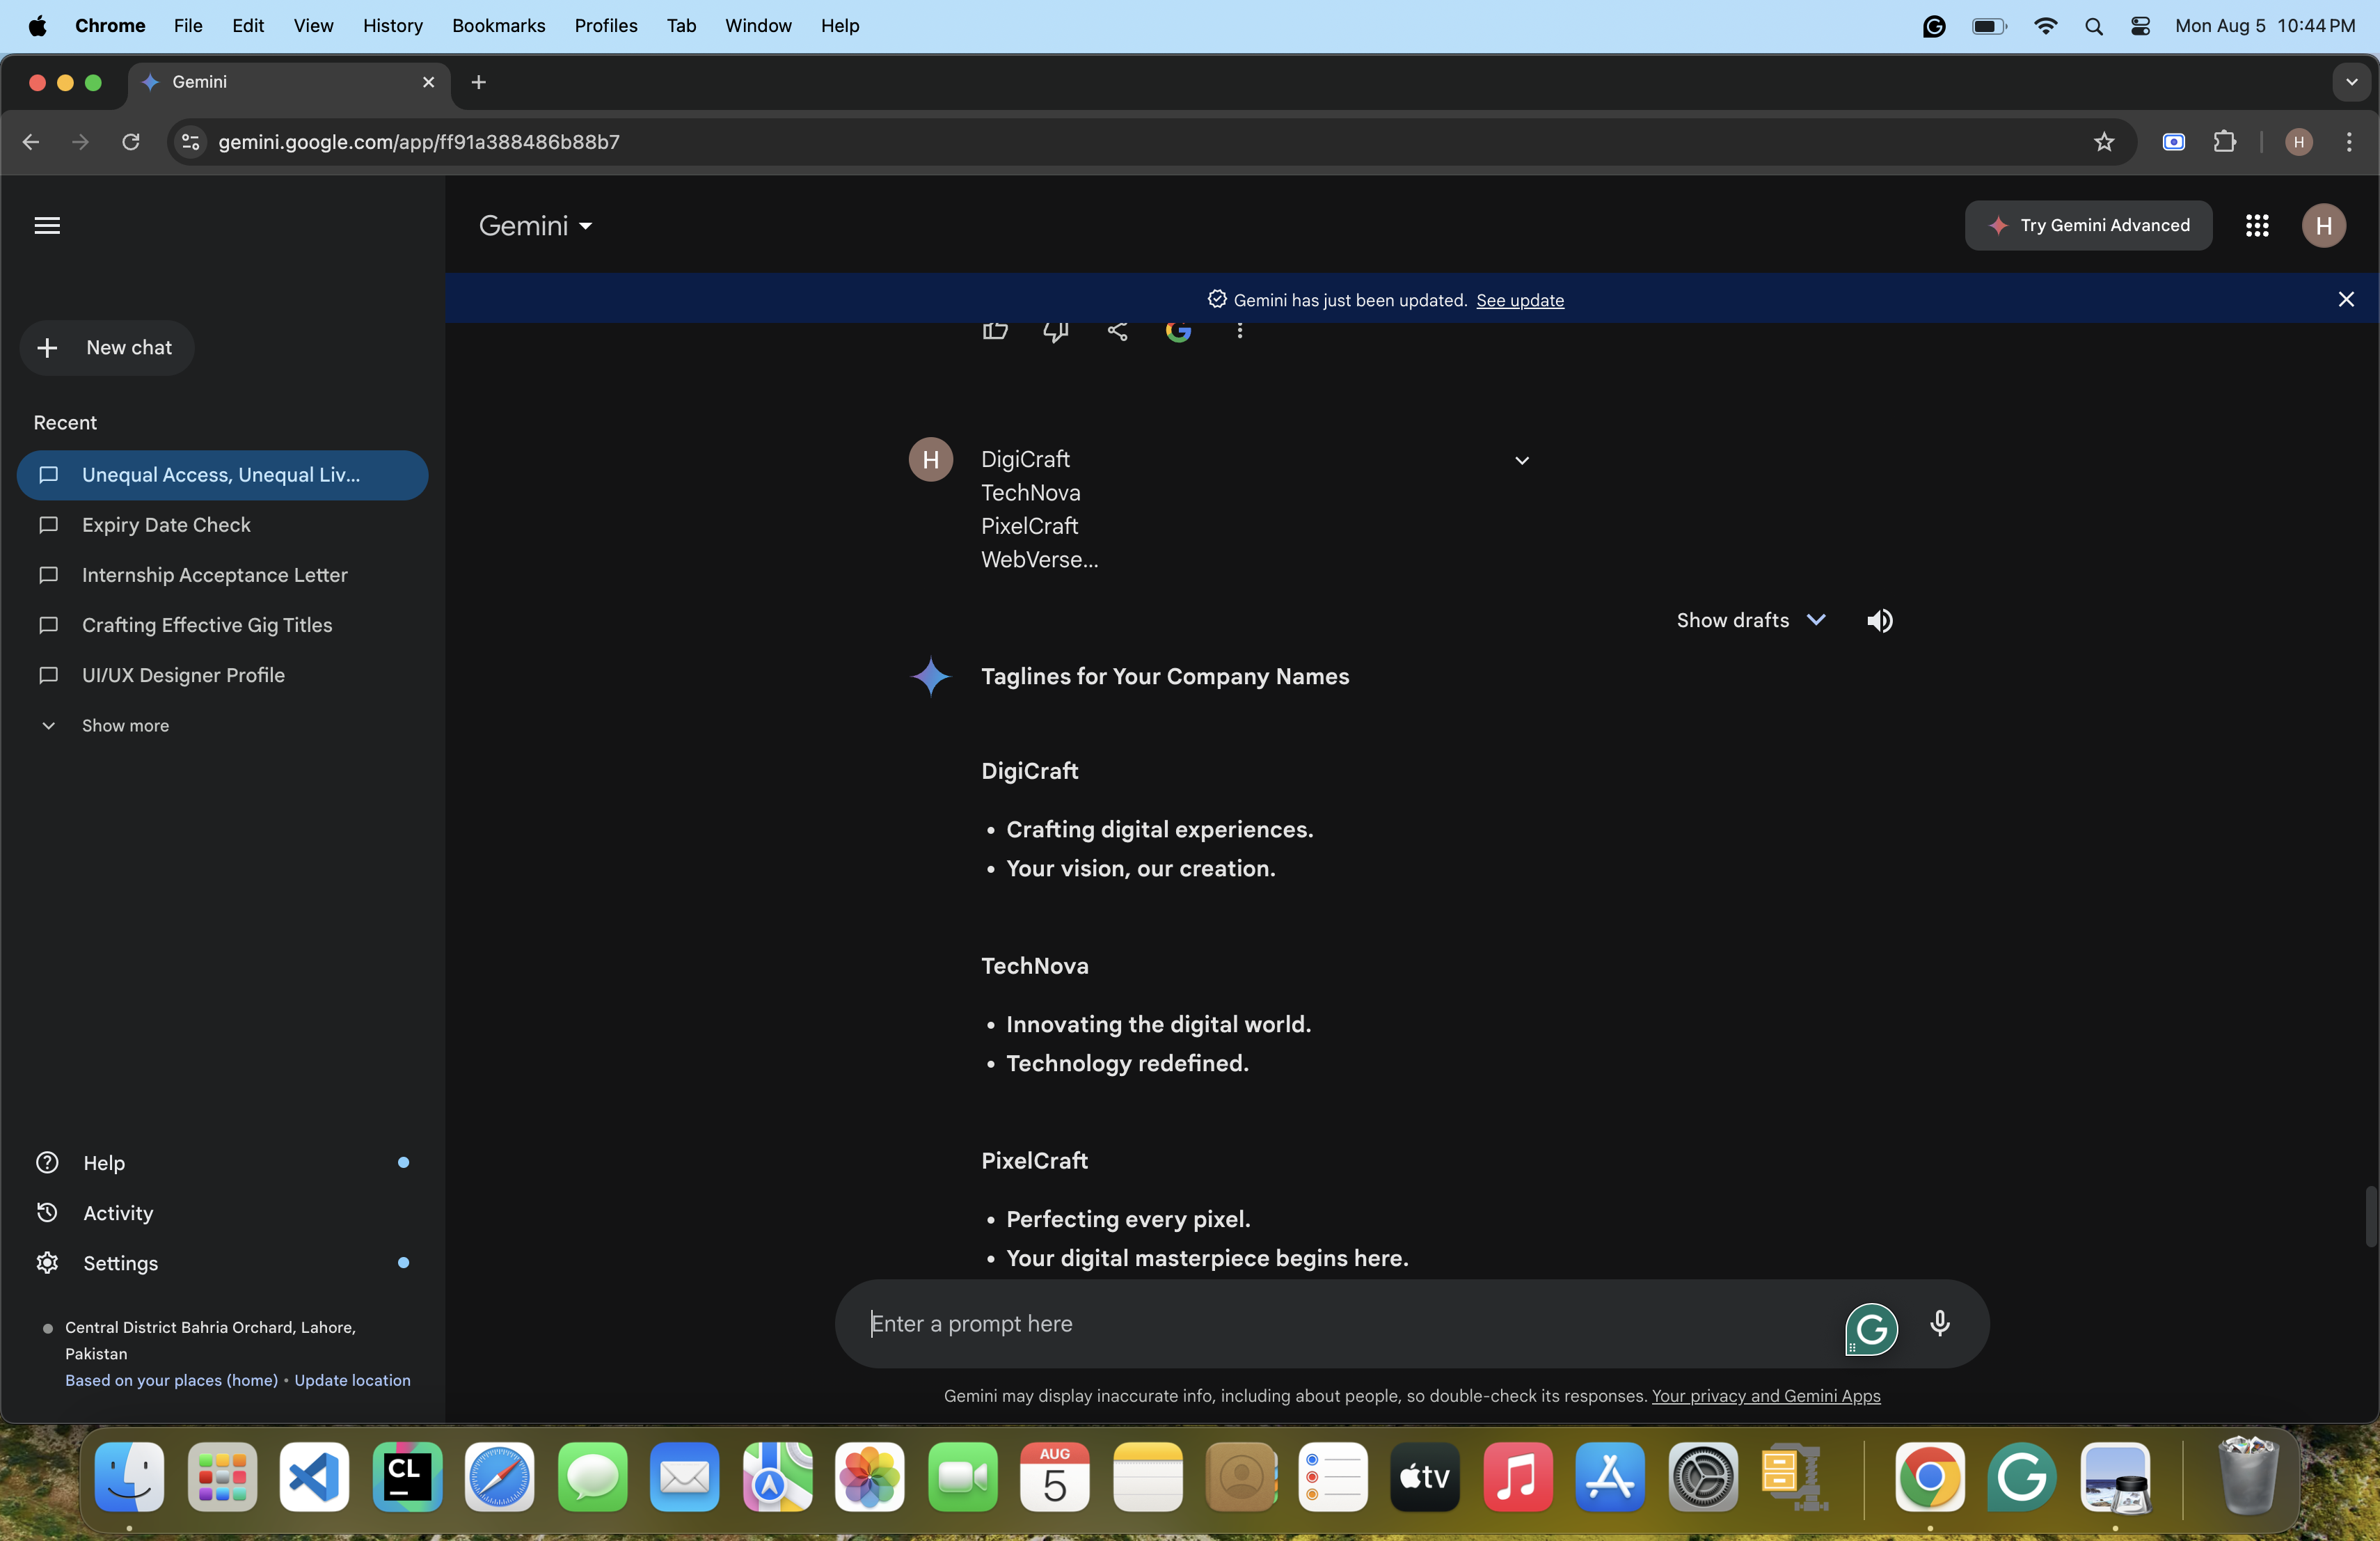 Chrome File Edit View History Bookmarks Profiles Tab Window Help Mon Aug 5 10:44 PM
Gemini
gemini.google.com/app/ff91a388486b88b7
H
Gemini
Try Gemini Advanced
H
Gemini has just been updated. See update
New chat
Recent
Unequal Access, Unequal Liv...
Expiry Date Check
Internship Acceptance Letter
Crafting Effective Gig Titles
UI/UX Designer Profile
Show more
Help
Activity
Settings
Central District Bahria Orchard, Lahore,
Pakistan
Based on your places (home) • Update location
H
DigiCraft
TechNova
PixelCraft
WebVerse...
Show drafts
Taglines for Your Company Names
DigiCraft
• Crafting digital experiences.
• Your vision, our creation.
TechNova
• Innovating the digital world.
• Technology redefined.
PixelCraft
• Perfecting every pixel.
• Your digital masterpiece begins here.
Enter a prompt here
Gemini may display inaccurate info, including about people, so double-check its responses. Your privacy and Gemini Apps
CL
AUG
5
tv